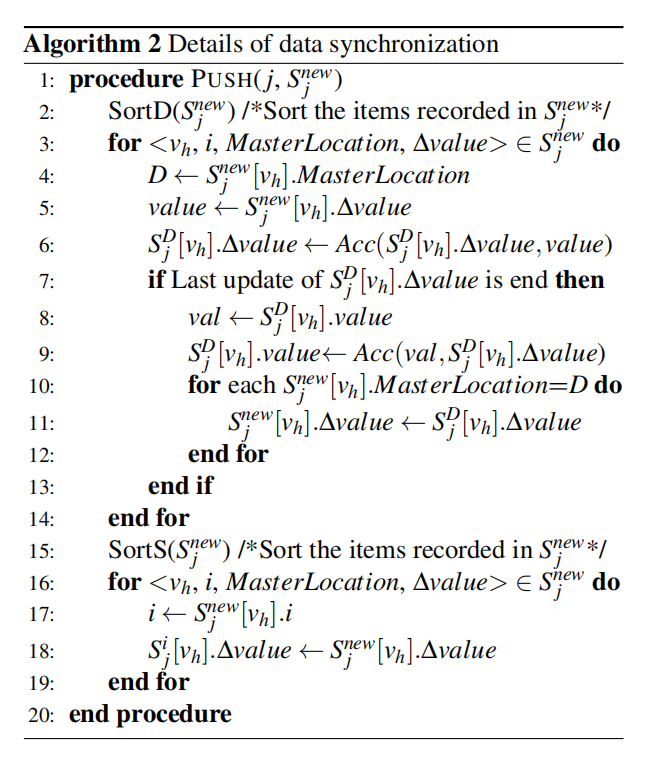 Algorithm 2 Details of data synchronization
1: procedure PUSH(j, S_j^{new})
2: SortD(S_j^{new}) /*Sort the items recorded in S_j^{new}*/
3: for <v_h, i, MasterLocation, Δvalue> ∈ S_j^{new} do
4: D ← S_j^{new}[v_h].MasterLocation
5: value ← S_j^{new}[v_h].Δvalue
6: S_j^D[v_h].Δvalue ← Acc(S_j^D[v_h].Δvalue, value)
7: if Last update of S_j^D[v_h].Δvalue is end then
8: val ← S_j^D[v_h].value
9: S_j^D[v_h].value ← Acc(val, S_j^D[v_h].Δvalue)
10: for each S_j^{new}[v_h].MasterLocation=D do
11: S_j^{new}[v_h].Δvalue ← S_j^D[v_h].Δvalue
12: end for
13: end if
14: end for
15: SortS(S_j^{new}) /*Sort the items recorded in S_j^{new}*/
16: for <v_h, i, MasterLocation, Δvalue> ∈ S_j^{new} do
17: i ← S_j^{new}[v_h].i
18: S_j^i[v_h].Δvalue ← S_j^{new}[v_h].Δvalue
19: end for
20: end procedure